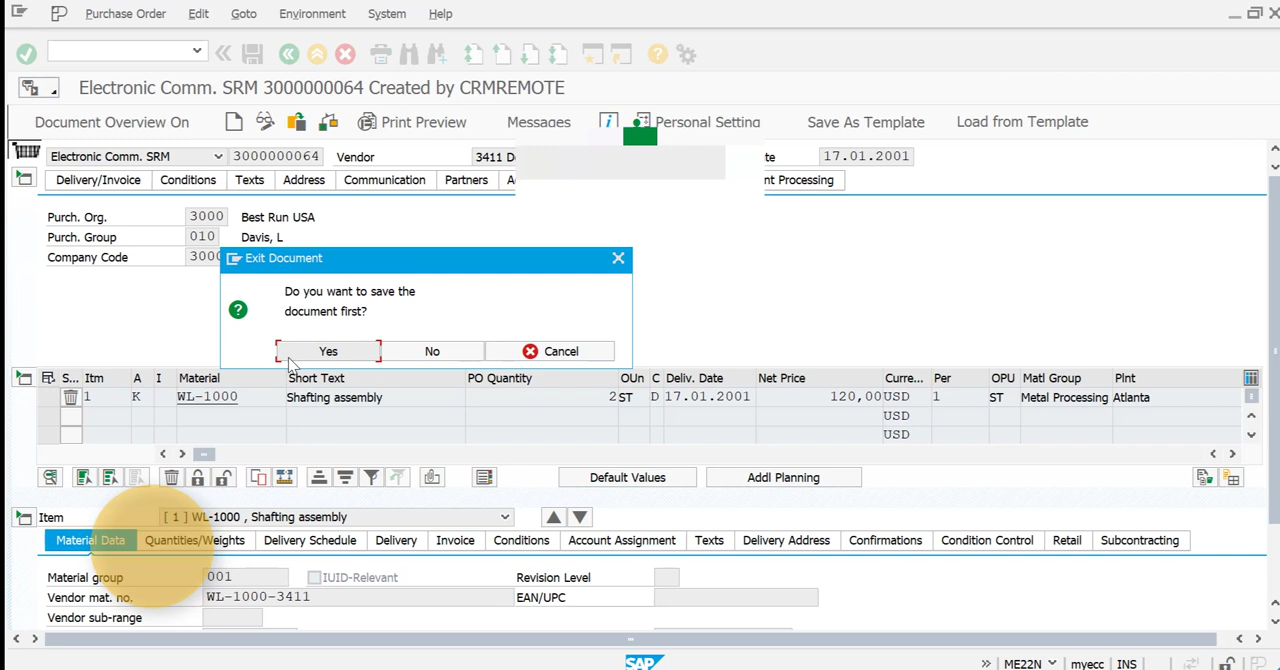 Purchase Order Edit Goto Environment System Help
Electronic Comm. SRM 3000000064 Created by CRMREMOTE
Document Overview On Print Preview Messages Personal Setting Save As Template Load from Template
Electronic Comm. SRM 3000000064 Vendor 3411 17.01.2001
Delivery/Invoice Conditions Texts Address Communication Partners Processing
Purch. Org. 3000 Best Run USA
Purch. Group 010 Davis, L
Company Code
Exit Document
Do you want to save the
document first?
Yes No Cancel
S... Itm A I Material Short Text PO Quantity OUn C Deliv. Date Net Price Curre... Per OPU Matl Group Plnt
1 K WL-1000 Shafting assembly 2 ST D 17.01.2001 120,00 USD 1 ST Metal Processing Atlanta
USD
USD
Default Values Addl Planning
Item [ 1 ] WL-1000 , Shafting assembly
Material Data Quantities/Weights Delivery Schedule Delivery Invoice Conditions Account Assignment Texts Delivery Address Confirmations Condition Control Retail Subcontracting
Material group 001 IUID-Relevant Revision Level
Vendor mat. no. WL-1000-3411 EAN/UPC
Vendor sub-range
SAP ME22N myecc INS